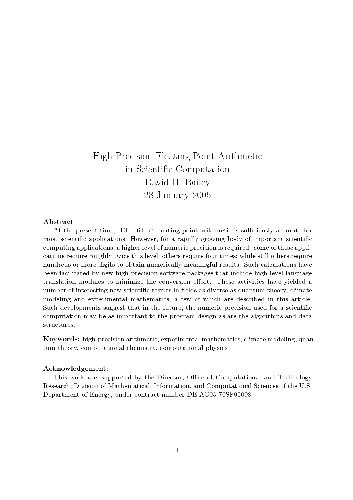 High-Precision Floating-Point Arithmetic
in Scientific Computation
David H. Bailey
28 January 2005
Abstract
At the present time, IEEE 64-bit floating-point arithmetic is sufficiently accurate for
most scientific applications. However, for a rapidly growing body of important scientific
computing applications, a higher level of numeric precision is required: some of these appli-
cations require roughly twice this level; others require four times; while still others require
hundreds or more digits to obtain numerically meaningful results. Such calculations have
been facilitated by new high-precision software packages that include high-level language
translation modules to minimize the conversion effort. These activities have yielded a
number of interesting new scientific results in fields as diverse as quantum theory, climate
modeling and experimental mathematics, a few of which are described in this article.
Such developments suggest that in the future, the numeric precision used for a scientific
computation may be as important to the program design as are the algorithms and data
structures.
Keywords: high-precision arithmetic, experimental mathematics, climate modeling, quan-
tum theory, computational chemistry, computational physics
Acknowledgement:
This work was supported by the Director, Office of Computational and Technology
Research, Division of Mathematical, Information, and Computational Sciences of the U.S.
Department of Energy, under contract number
1